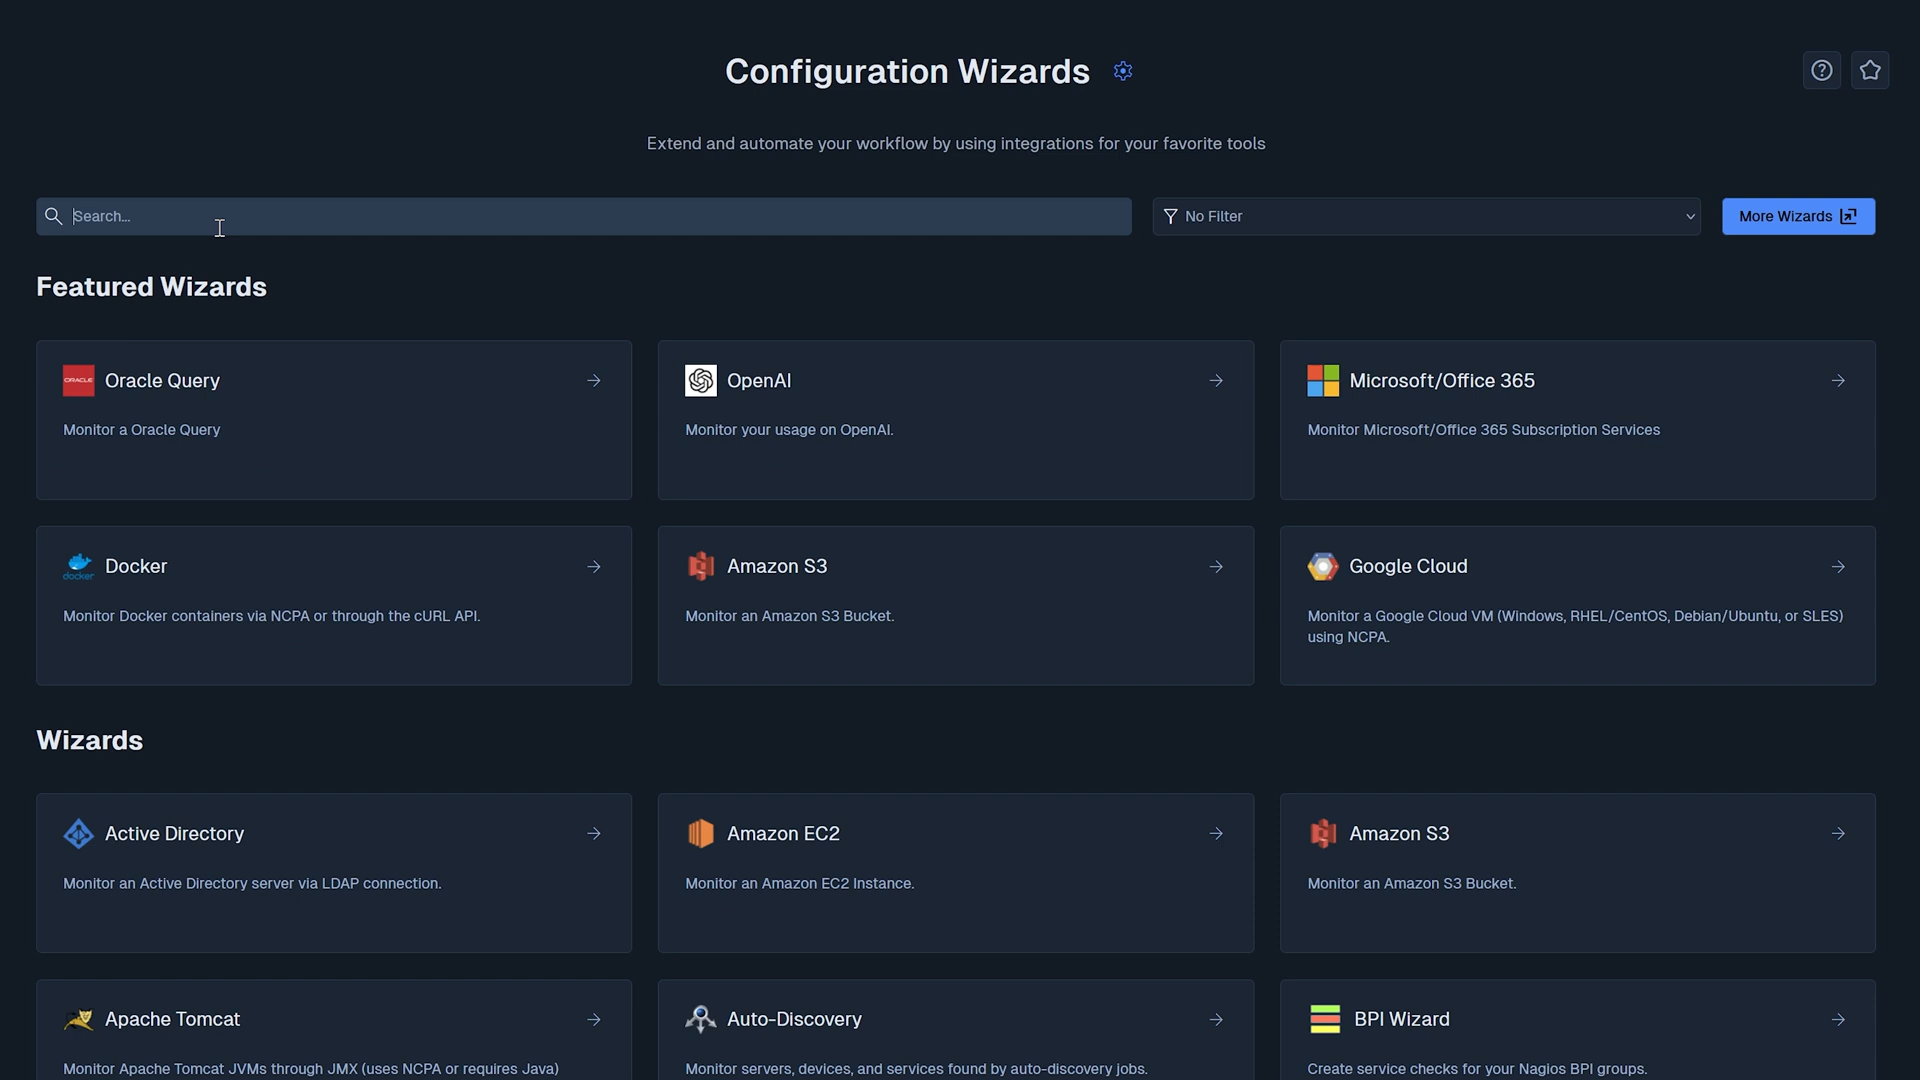 Configuration Wizards
Extend and automate your workflow by using integrations for your favorite tools
Search...
No Filter
More Wizards
Featured Wizards
ORACLE
Oracle Query
Monitor a Oracle Query
OpenAI
Monitor your usage on OpenAI.
Microsoft/Office 365
Monitor Microsoft/Office 365 Subscription Services
docker
Docker
Monitor Docker containers via NCPA or through the cURL API.
Amazon S3
Monitor an Amazon S3 Bucket.
Google Cloud
Monitor a Google Cloud VM (Windows, RHEL/CentOS, Debian/Ubuntu, or SLES)
using NCPA.
Wizards
Active Directory
Monitor an Active Directory server via LDAP connection.
Amazon EC2
Monitor an Amazon EC2 Instance.
Amazon S3
Monitor an Amazon S3 Bucket.
Apache Tomcat
Monitor Apache Tomcat JVMs through JMX (uses NCPA or requires Java)
Auto-Discovery
Monitor servers, devices, and services found by auto-discovery jobs.
BPI Wizard
Create service checks for your Nagios BPI groups.